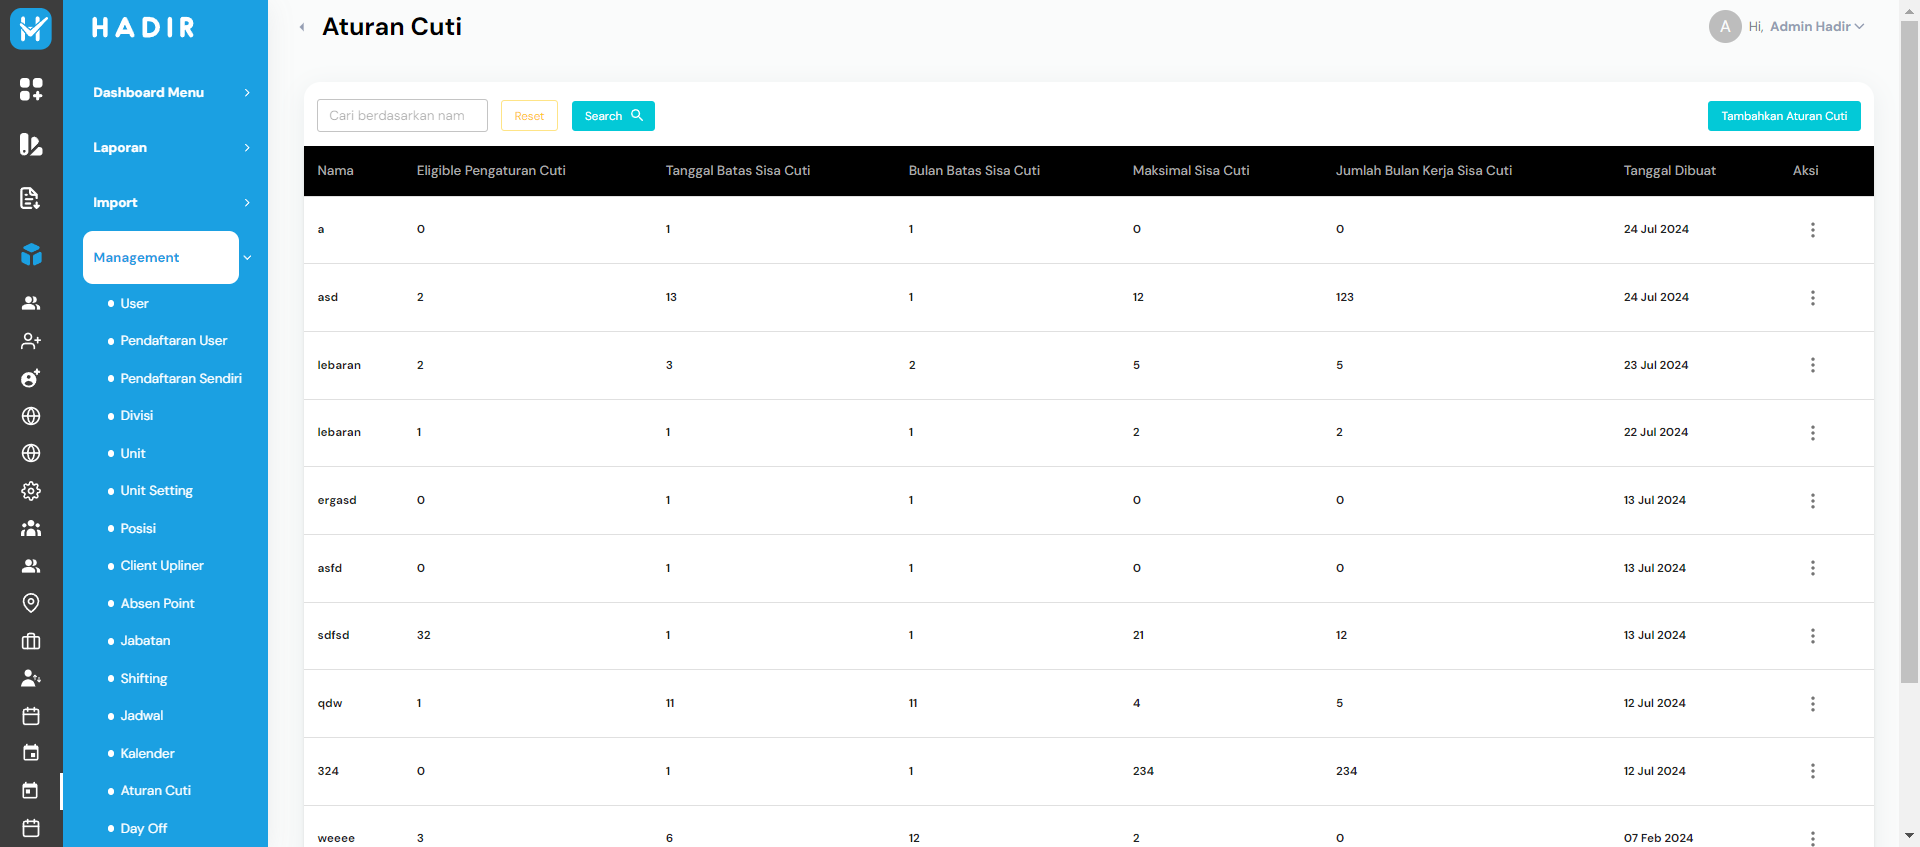 HADIR
Aturan Cuti
A Hi, Admin Hadir
Dashboard Menu
Laporan
Import
Management
User
Pendaftaran User
Pendaftaran Sendiri
Divisi
Unit
Unit Setting
Posisi
Client Upliner
Absen Point
Jabatan
Shifting
Jadwal
Kalender
Aturan Cuti
Day Off
Cari berdasarkan nam Reset Search Tambahkan Aturan Cuti
Nama Eligible Pengaturan Cuti Tanggal Batas Sisa Cuti Bulan Batas Sisa Cuti Maksimal Sisa Cuti Jumlah Bulan Kerja Sisa Cuti Tanggal Dibuat Aksi
a 0 1 1 0 0 24 Jul 2024
asd 2 13 1 12 123 24 Jul 2024
lebaran 2 3 2 5 5 23 Jul 2024
lebaran 1 1 1 2 2 22 Jul 2024
ergasd 0 1 1 0 0 13 Jul 2024
asfd 0 1 1 0 0 13 Jul 2024
sdfsd 32 1 1 21 12 13 Jul 2024
qdw 1 11 11 4 5 12 Jul 2024
324 0 1 1 234 234 12 Jul 2024
weeee 3 6 12 2 0 07 Feb 2024